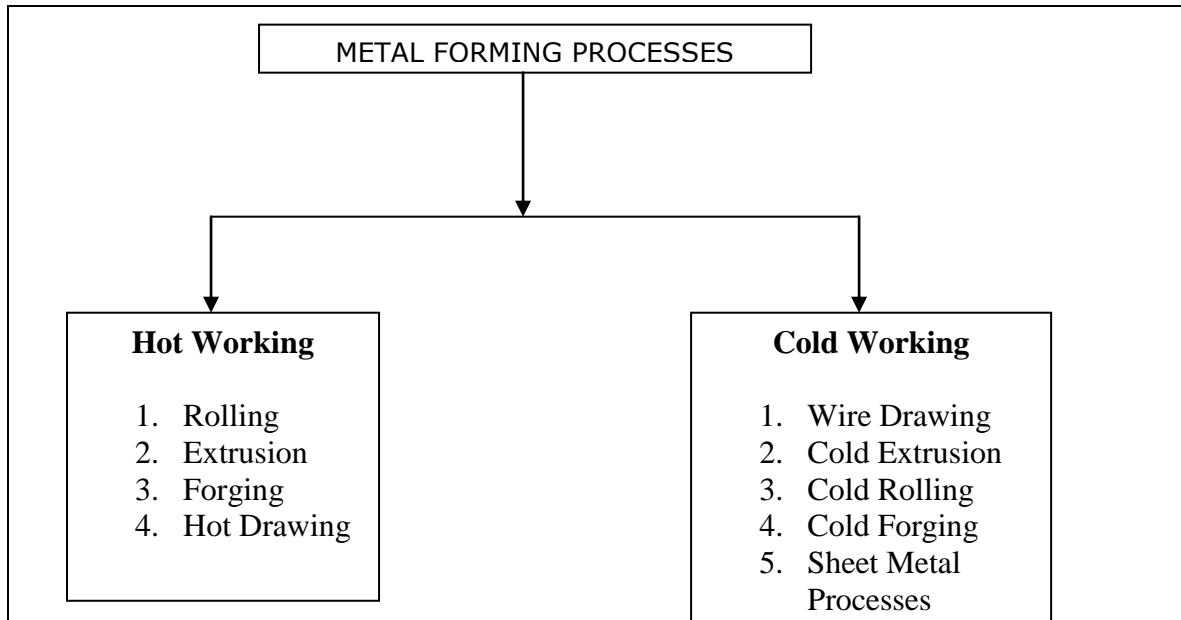 METAL FORMING PROCESSES
Hot Working
1. Rolling
2. Extrusion
3. Forging
4. Hot Drawing
Cold Working
1. Wire Drawing
2. Cold Extrusion
3. Cold Rolling
4. Cold Forging
5. Sheet Metal
Processes